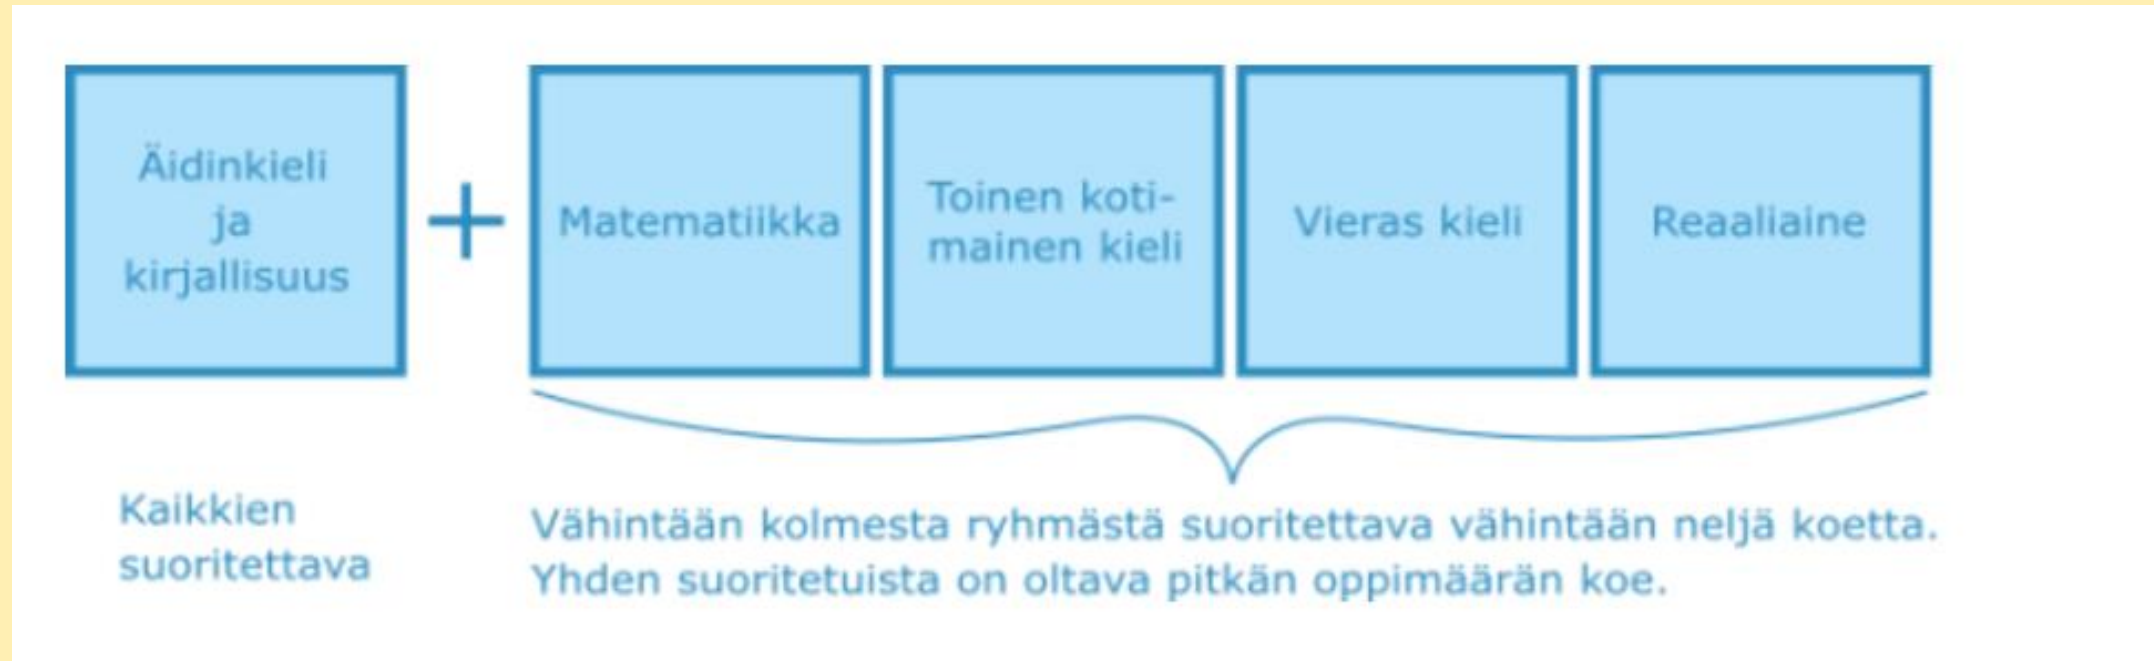 Äidinkieli
ja
kirjallisuus
+
Matematiikka
Toinen koti-
mainen kieli
Vieras kieli
Reaaliaine
Kaikkien
suoritettava
Vähintään kolmesta ryhmästä suoritettava vähintään neljä koetta.
Yhden suoritetuista on oltava pitkän oppimäärän koe.